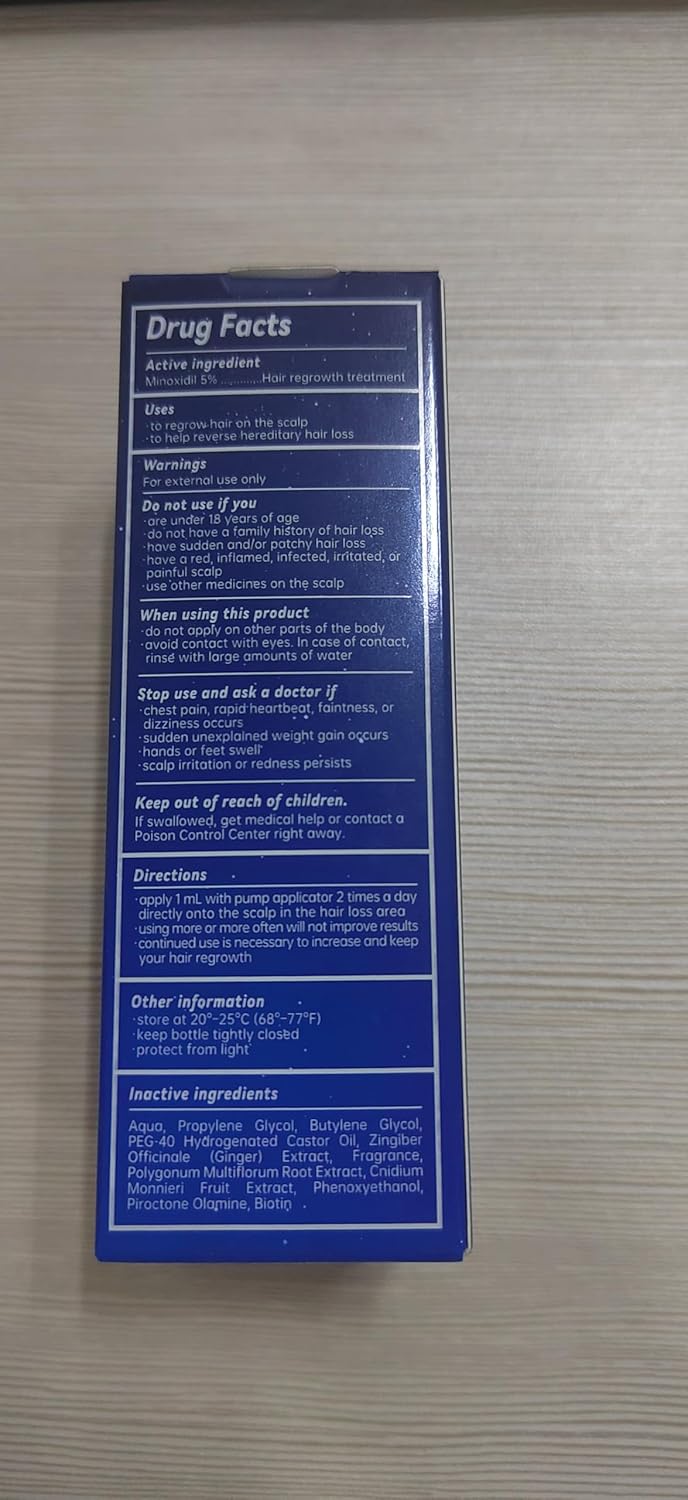 Drug Facts
Active ingredient
Minoxidil 5% ..........Hair regrowth treatment
Uses
·to regrow hair on the scalp
·to help reverse hereditary hair loss
Warnings
For external use only
Do not use if you
·are under 18 years of age
·do not have a family history of hair loss
·have sudden and/or patchy hair loss
·have a red, inflamed, infected, irritated, or
painful scalp
·use other medicines on the scalp
When using this product
·do not apply on other parts of the body
·avoid contact with eyes. In case of contact,
rinse with large amounts of water
Stop use and ask a doctor if
·chest pain, rapid heartbeat, faintness, or
dizziness occurs
·sudden unexplained weight gain occurs
·hands or feet swell
·scalp irritation or redness persists
Keep out of reach of children.
If swallowed, get medical help or contact a
Poison Control Center right away.
Directions
·apply 1 mL with pump applicator 2 times a day
directly onto the scalp in the hair loss area
·using more or more often will not improve results
·continued use is necessary to increase and keep
your hair regrowth
Other information
·store at 20°-25°C (68°-77°F)
·keep bottle tightly closed
·protect from light
Inactive ingredients
Aqua, Propylene Glycol, Butylene Glycol,
PEG-40 Hydrogenated Castor Oil, Zingiber
Officinale (Ginger) Extract, Fragrance,
Polygonum Multiflorum Root Extract, Cnidium
Monnieri Fruit Extract, Phenoxyethanol,
Piroctone Olamine, Biotin